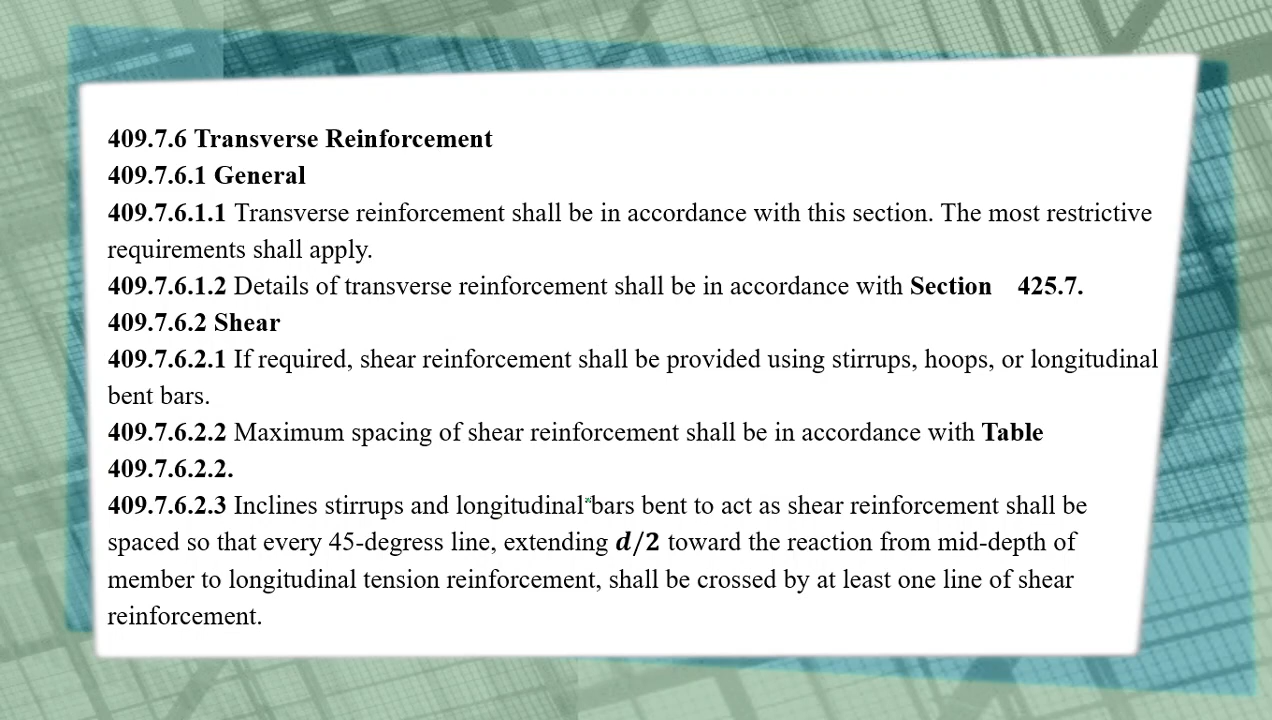 409.7.6 Transverse Reinforcement
409.7.6.1 General
409.7.6.1.1 Transverse reinforcement shall be in accordance with this section. The most restrictive
requirements shall apply.
409.7.6.1.2 Details of transverse reinforcement shall be in accordance with Section 425.7.
409.7.6.2 Shear
409.7.6.2.1 If required, shear reinforcement shall be provided using stirrups, hoops, or longitudinal
bent bars.
409.7.6.2.2 Maximum spacing of shear reinforcement shall be in accordance with Table
409.7.6.2.2.
409.7.6.2.3 Inclines stirrups and longitudinal bars bent to act as shear reinforcement shall be
spaced so that every 45-degress line, extending d/2 toward the reaction from mid-depth of
member to longitudinal tension reinforcement, shall be crossed by at least one line of shear
reinforcement.